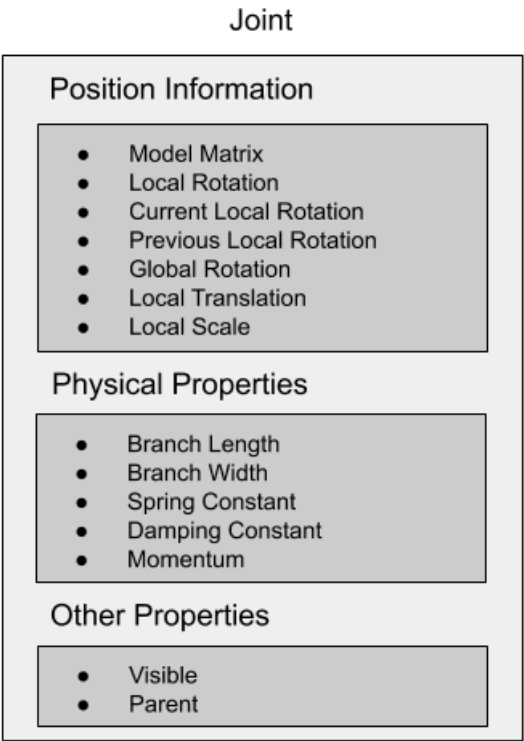 Joint
Position Information
● Model Matrix
● Local Rotation
● Current Local Rotation
● Previous Local Rotation
● Global Rotation
● Local Translation
● Local Scale
Physical Properties
● Branch Length
● Branch Width
● Spring Constant
● Damping Constant
● Momentum
Other Properties
● Visible
● Parent